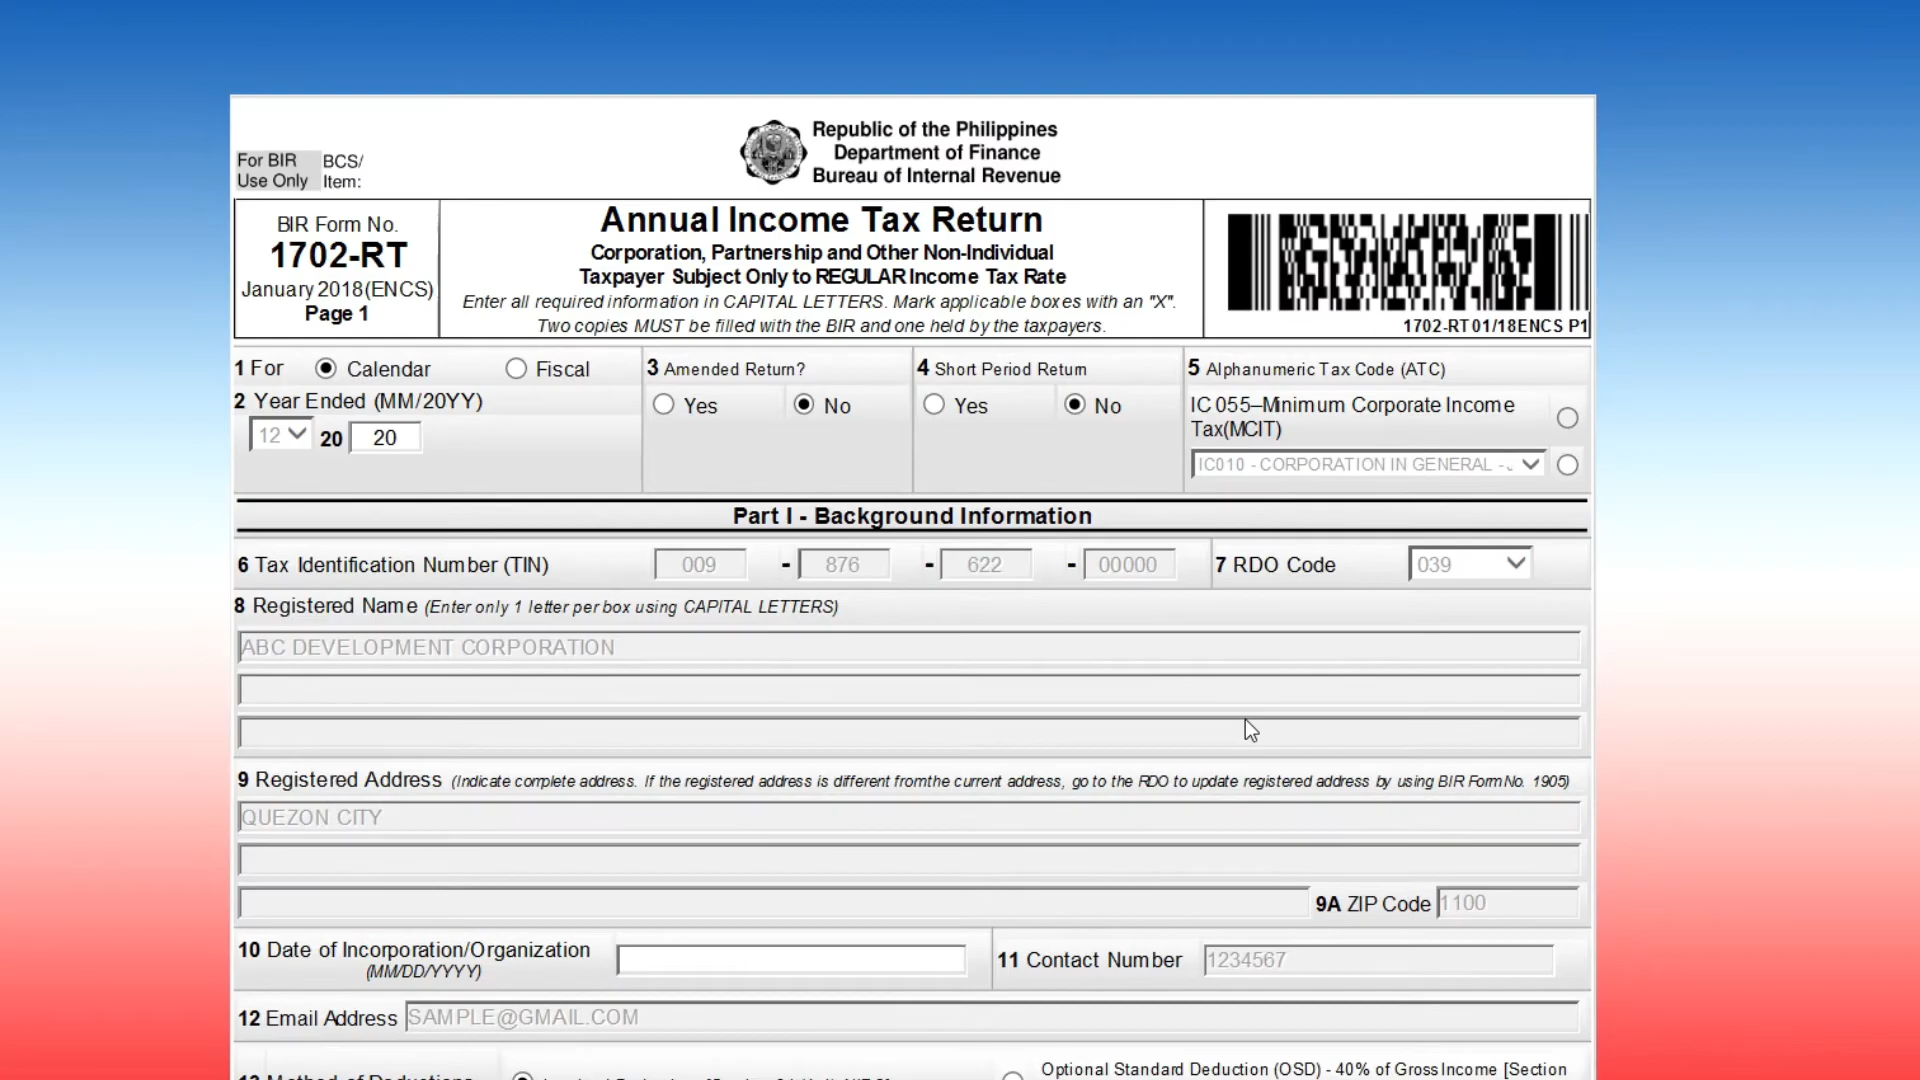 Republic of the Philippines
Department of Finance
Bureau of Internal Revenue
For BIR
Use Only
BCS/
Item:
BIR Form No.
1702-RT
January 2018(ENCS)
Page 1
Annual Income Tax Return
Corporation, Partnership and Other Non-Individual
Taxpayer Subject Only to REGULAR Income Tax Rate
Enter all required information in CAPITAL LETTERS. Mark applicable boxes with an "X".
Two copies MUST be filled with the BIR and one held by the taxpayers.
1702-RT 01/18ENCS P1
1 For Calendar Fiscal
2 Year Ended (MM/20YY)
12 20 20
3 Amended Return?
Yes No
4 Short Period Return
Yes No
5 Alphanumeric Tax Code (ATC)
IC 055–Minimum Corporate Income
Tax(MCIT)
IC010 - CORPORATION IN GENERAL -
Part I - Background Information
6 Tax Identification Number (TIN) 009 - 876 - 622 - 00000 7 RDO Code 039
8 Registered Name (Enter only 1 letter per box using CAPITAL LETTERS)
ABC DEVELOPMENT CORPORATION
9 Registered Address (Indicate complete address. If the registered address is different from the current address, go to the RDO to update registered address by using BIR Form No. 1905)
QUEZON CITY
9A ZIP Code 1100
10 Date of Incorporation/Organization
(MM/DD/YYYY)
11 Contact Number 1234567
12 Email Address SAMPLE@GMAIL.COM
13 Method of Deductions
Optional Standard Deduction (OSD) - 40% of Gross Income [Section